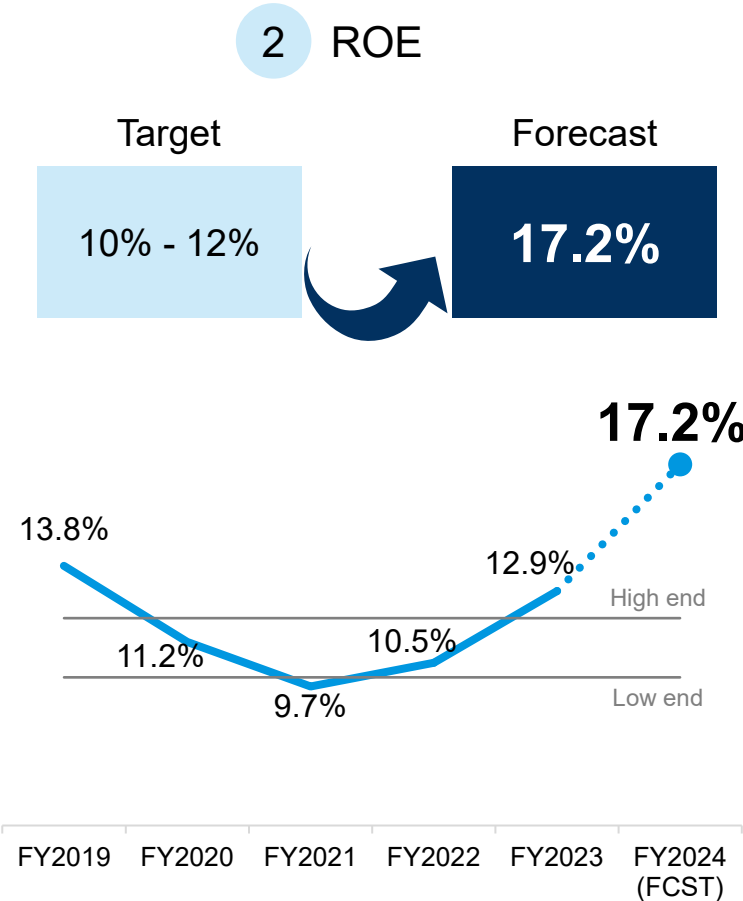 2 ROE
Target Forecast
10% - 12% 17.2%
17.2%
13.8%
12.9%
High end
10.5%
11.2%
Low end
9.7%
FY2019 FY2020 FY2021 FY2022 FY2023 FY2024
(FCST)